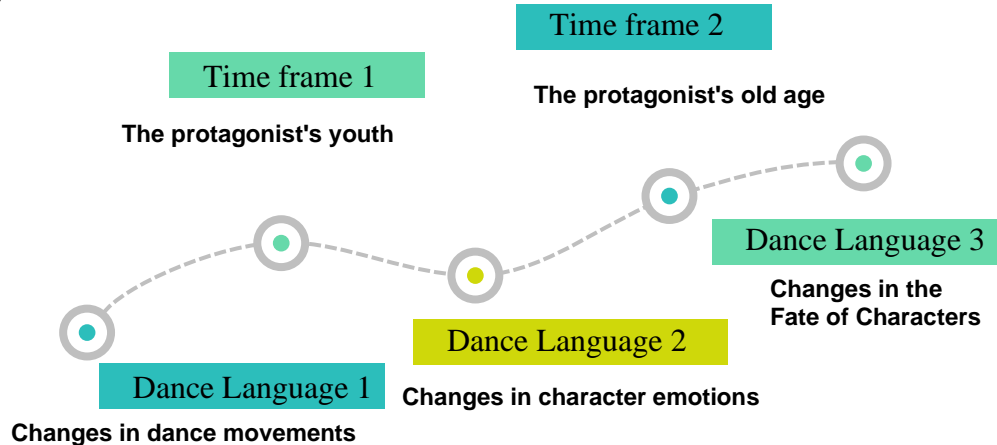 Time frame 2
Time frame 1
The protagonist's old age
The protagonist's youth
Dance Language 3
Changes in the
Fate of Characters
Dance Language 2
Dance Language 1
Changes in character emotions
Changes in dance movements